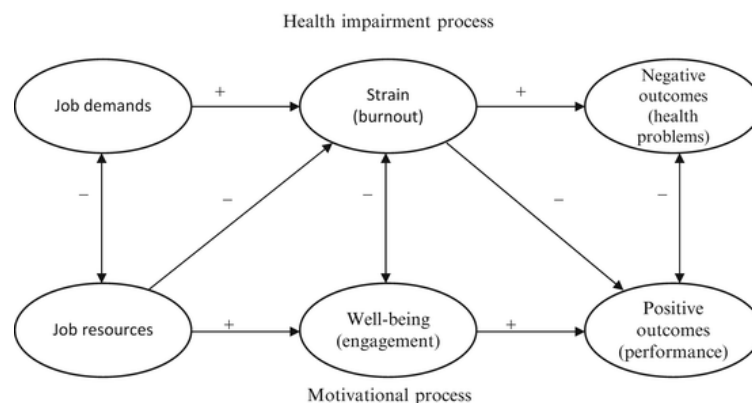 Health impairment process
Job demands
+
Strain
(burnout)
+
Negative
outcomes
(health
problems)
–
–
–
–
–
Job resources
+
Well-being
(engagement)
+
Positive
outcomes
(performance)
Motivational process